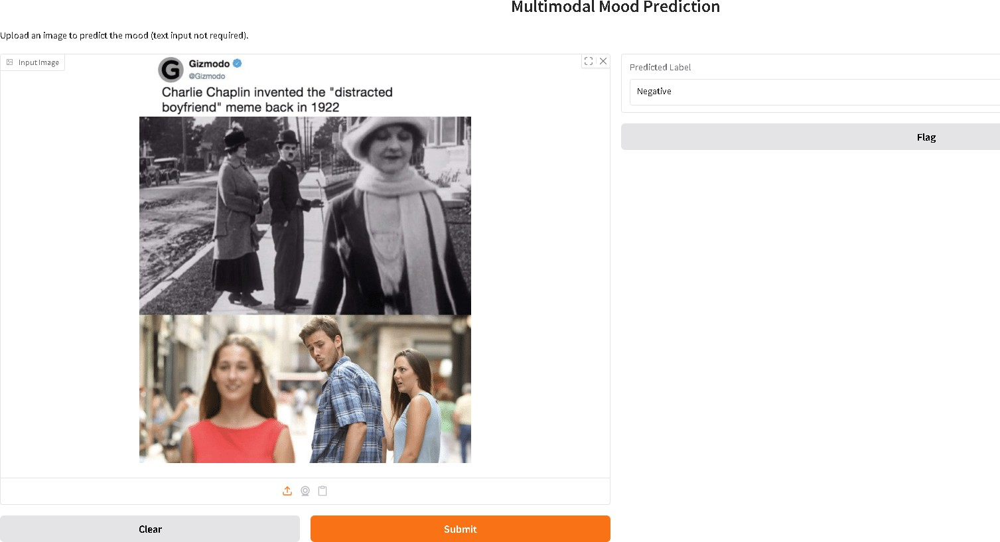 Multimodal Mood Prediction
Upload an image to predict the mood (text input not required).
Input Image
G Gizmodo
@Gizmodo
Charlie Chaplin invented the "distracted
boyfriend" meme back in 1922
Clear
Submit
Predicted Label
Negative
Flag